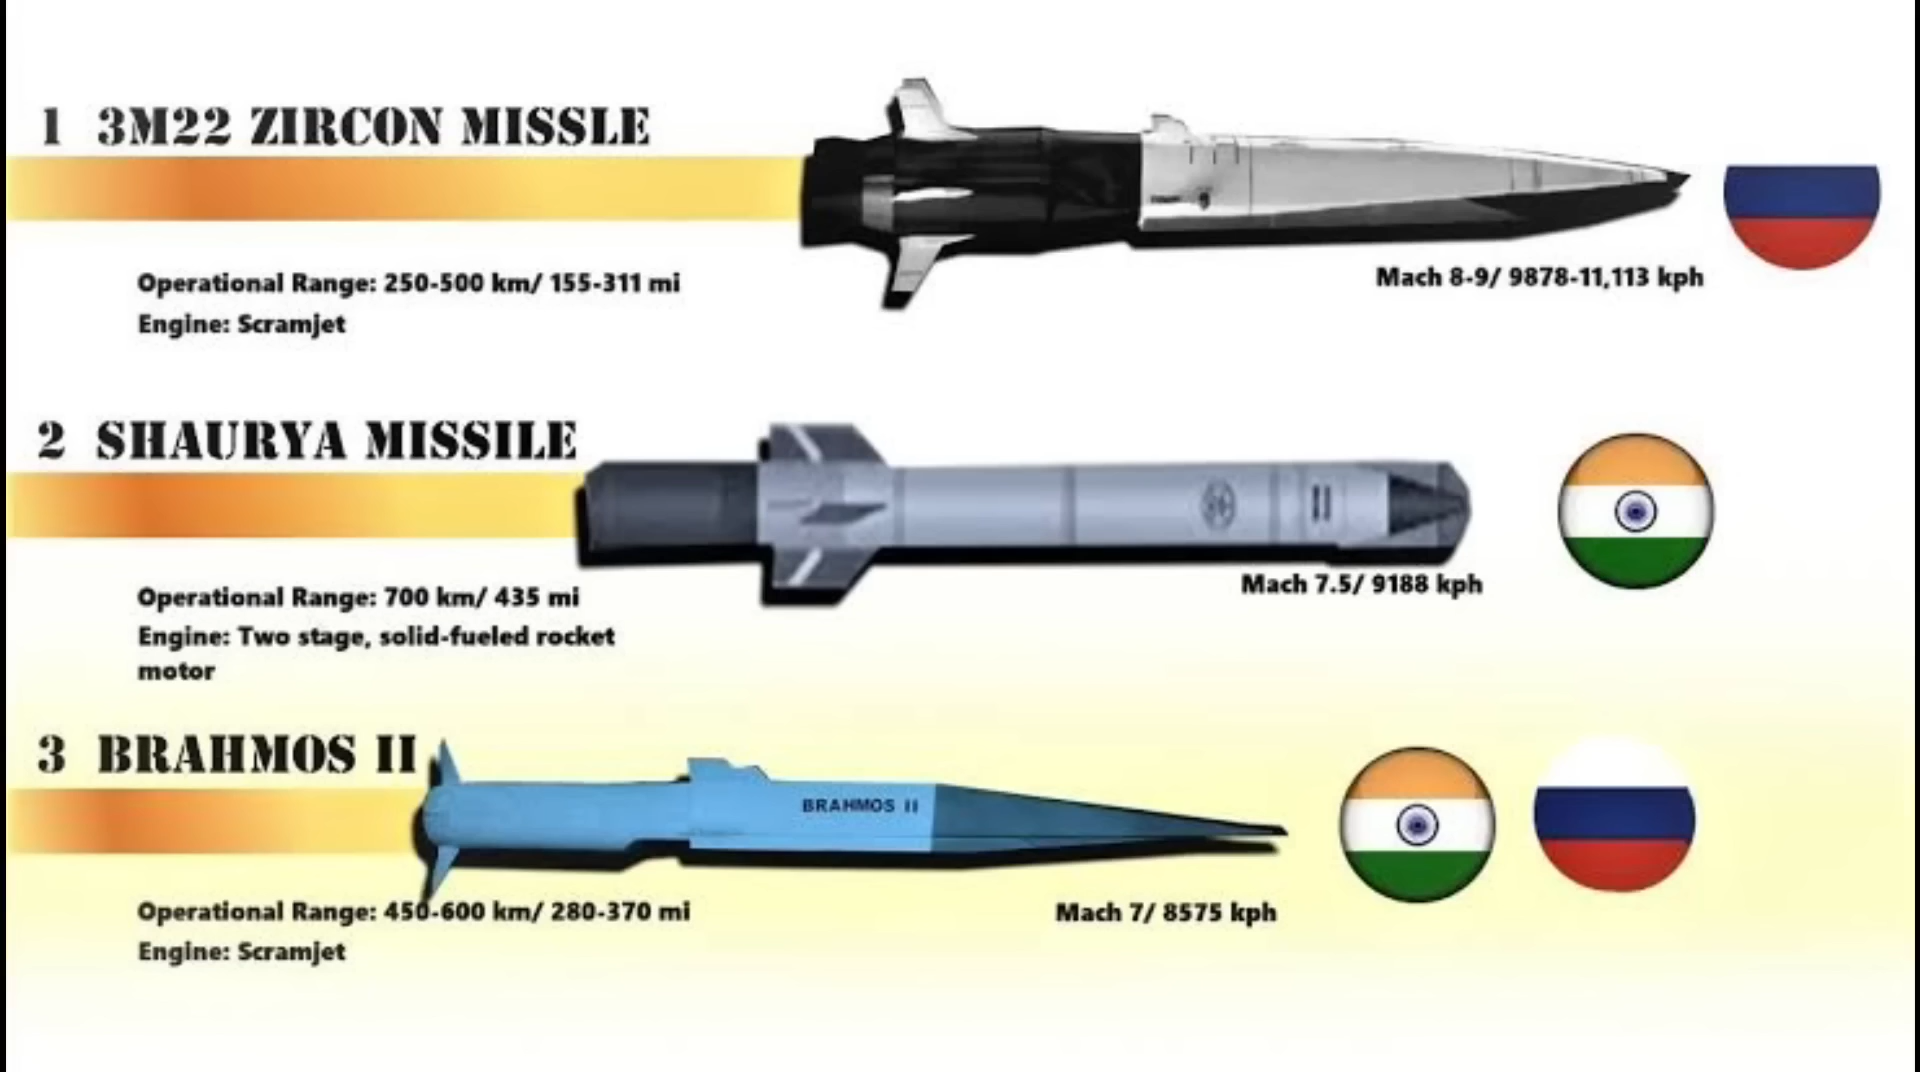 1 3M22 ZIRCON MISSLE
Operational Range: 250-500 km/ 155-311 mi
Mach 8-9/ 9878-11,113 kph
Engine: Scramjet
2 SHAURYA MISSILE
Mach 7.5/ 9188 kph
Operational Range: 700 km/ 435 mi
Engine: Two stage, solid-fueled rocket
motor
3 BRAHMOS II
BRAHMOS II
Operational Range: 450-600 km/ 280-370 mi
Mach 7/ 8575 kph
Engine: Scramjet